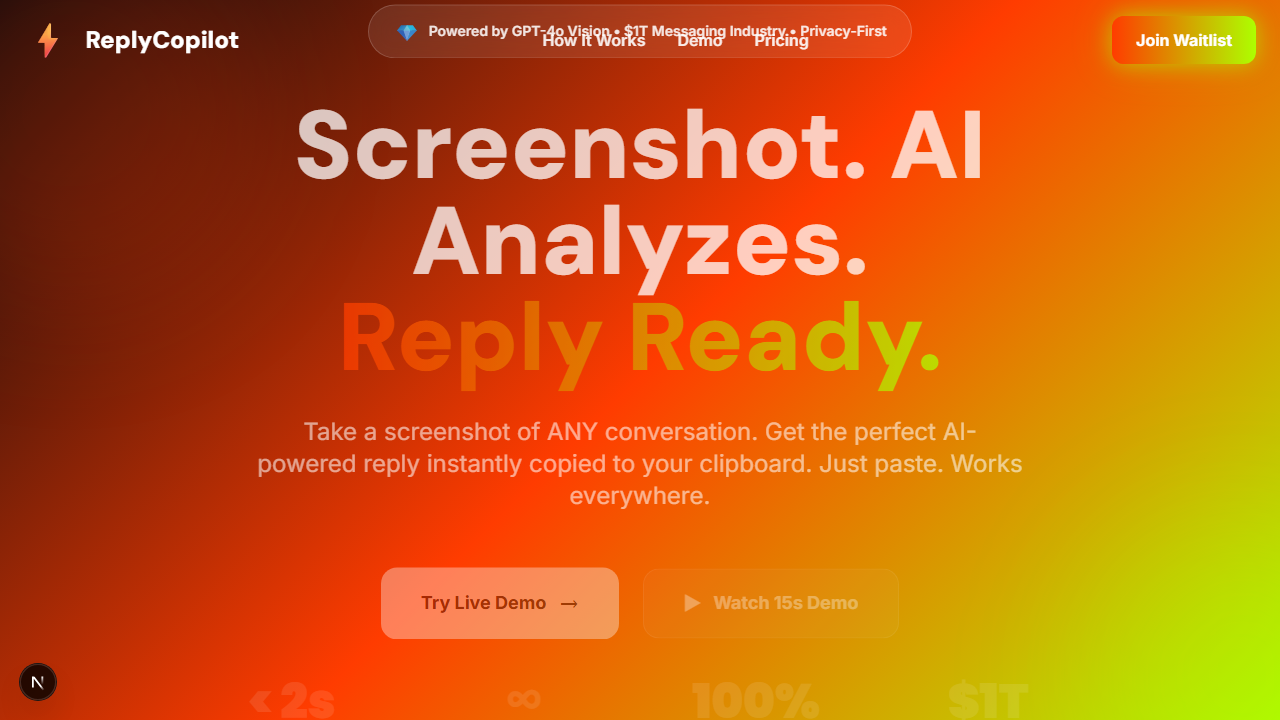 ReplyCopilot
Powered by GPT-4o Vision • $1T Messaging Industry • Privacy-First
How It Works
Demo
Pricing
Join Waitlist
Screenshot. AI
Analyzes.
Reply Ready.
Take a screenshot of ANY conversation. Get the perfect AI-
powered reply instantly copied to your clipboard. Just paste. Works
everywhere.
Try Live Demo →
▶ Watch 15s Demo
< 2s
∞
100%
$1T
N